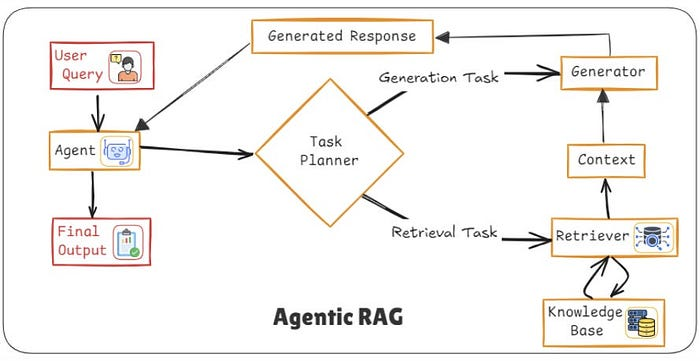 Generated Response
User
Query
Generation Task
Generator
Agent
Task
Planner
Context
Final
Output
Retrieval Task
Retriever
Knowledge
Base
Agentic RAG